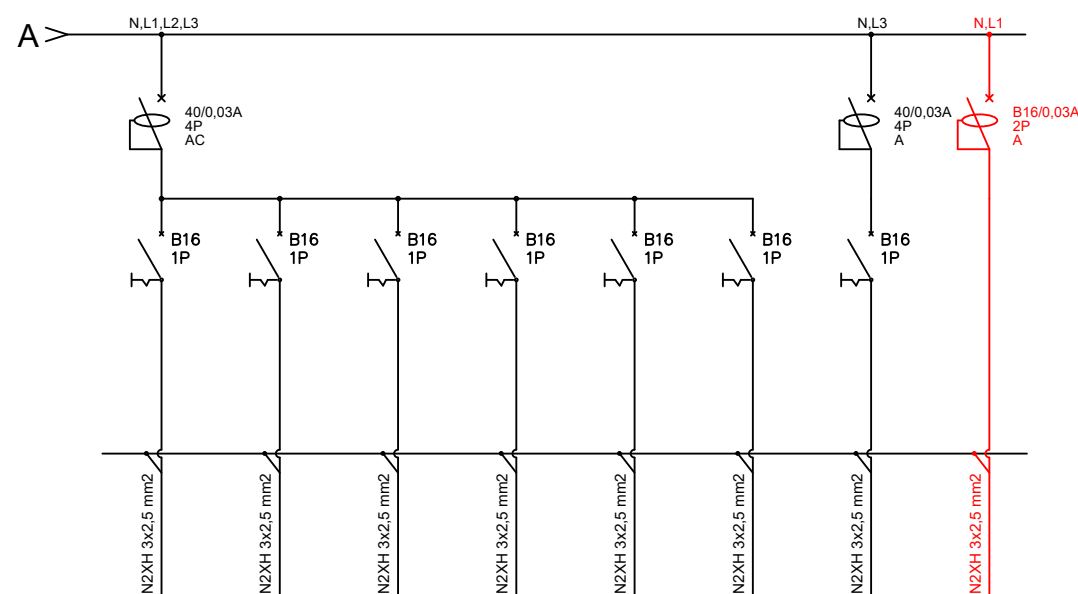 A
N,L1,L2,L3
N,L3
N,L1
40/0,03A
4P
AC
40/0,03A
4P
A
B16/0,03A
2P
A
B16
1P
B16
1P
B16
1P
B16
1P
B16
1P
B16
1P
B16
1P
N2XH 3x2,5 mm2
N2XH 3x2,5 mm2
N2XH 3x2,5 mm2
N2XH 3x2,5 mm2
N2XH 3x2,5 mm2
N2XH 3x2,5 mm2
N2XH 3x2,5 mm2
N2XH 3x2,5 mm2